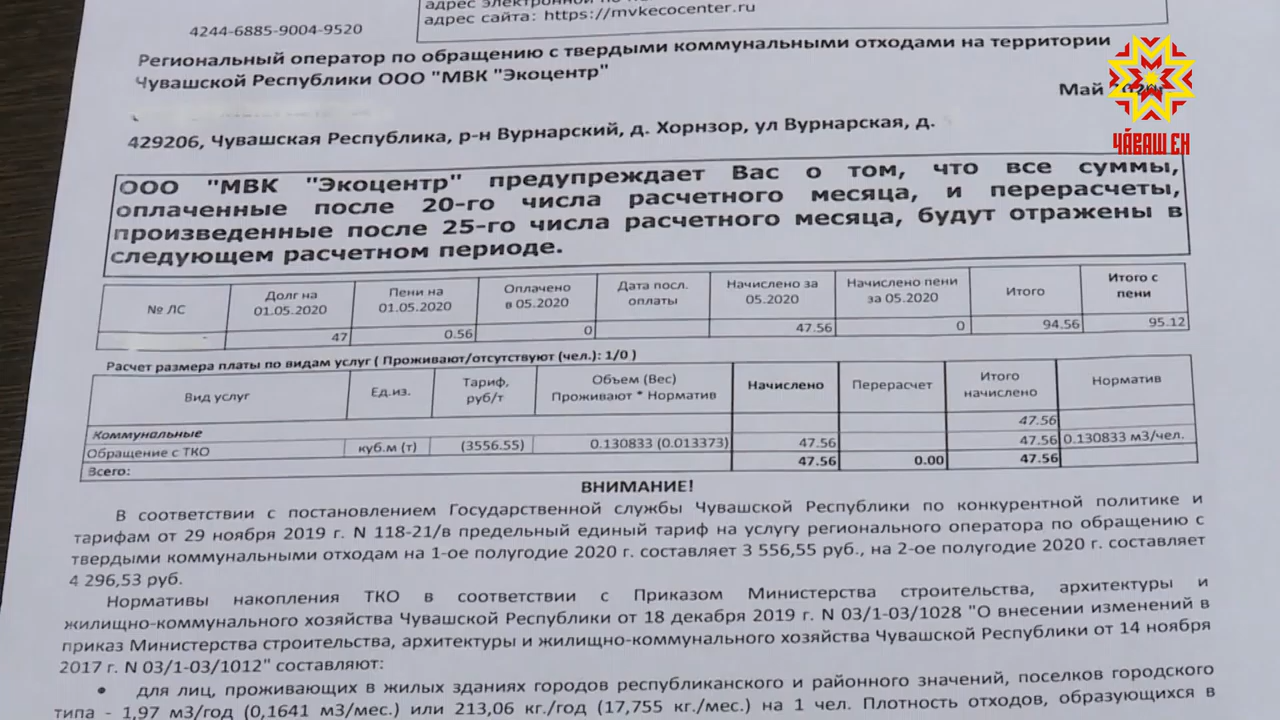 адрес сайта: https://mvkecocenter.ru
4244-6885-9004-9520
Региональный оператор по обращению с твердыми коммунальными отходами на территории
Чувашской Республики ООО "МВК "Экоцентр"
Май
ЧӐВАШ ЕН
429206, Чувашская Республика, р-н Вурнарский, д. Хорнзор, ул Вурнарская, д.
ООО "МВК "Экоцентр" предупреждает Вас о том, что все суммы,
оплаченные после 20-го числа расчетного месяца, и перерасчеты,
произведенные после 25-го числа расчетного месяца, будут отражены в
следующем расчетном периоде.
№ ЛС Долг на 01.05.2020 Пени на 01.05.2020 Оплачено в 05.2020 Дата посл. оплаты Начислено за 05.2020 Начислено пени за 05.2020 Итого Итого с пени
47 0.56 0 47.56 0 94.56 95.12
Расчет размера платы по видам услуг ( Проживают/отсутствуют (чел.): 1/0 )
Вид услуг Ед.из. Тариф, руб/т Объем (Вес) Проживают * Норматив Начислено Перерасчет Итого начислено Норматив
Коммунальные 47.56
Обращение с ТКО куб.м (т) (3556.55) 0.130833 (0.013373) 47.56 47.56 0.130833 м3/чел.
Всего: 47.56 0.00 47.56
ВНИМАНИЕ!
В соответствии с постановлением Государственной службы Чувашской Республики по конкурентной политике и
тарифам от 29 ноября 2019 г. N 118-21/в предельный единый тариф на услугу регионального оператора по обращению с
твердыми коммунальными отходам на 1-ое полугодие 2020 г. составляет 3 556,55 руб., на 2-ое полугодие 2020 г. составляет
4 296,53 руб.
Нормативы накопления ТКО в соответствии с Приказом Министерства строительства, архитектуры и
жилищно-коммунального хозяйства Чувашской Республики от 18 декабря 2019 г. N 03/1-03/1028 "О внесении изменений в
приказ Министерства строительства, архитектуры и жилищно-коммунального хозяйства Чувашской Республики от 14 ноября
2017 г. N 03/1-03/1012" составляют:
• для лиц, проживающих в жилых зданиях городов республиканского и районного значений, поселков городского
типа - 1,97 м3/год (0,1641 м3/мес.) или 213,06 кг./год (17,755 кг./мес.) на 1 чел. Плотность отходов, образующихся в